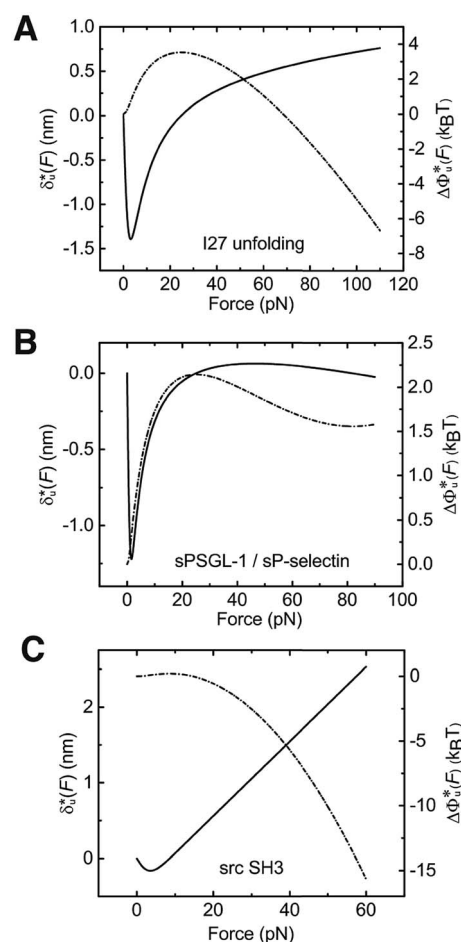 A
1.0
0.5
0.0
-0.5
-1.0
-1.5
δ*u(F) (nm)
4
2
0
-2
-4
-6
-8
ΔΦ*u(F) (kBT)
I27 unfolding
0 20 40 60 80 100 120
Force (pN)
B
0.0
-0.5
-1.0
δ*u(F) (nm)
2.5
2.0
1.5
1.0
0.5
0.0
ΔΦ*u(F) (kBT)
sPSGL-1 / sP-selectin
0 20 40 60 80 100
Force (pN)
C
2
1
0
δ*u(F) (nm)
0
-5
-10
-15
ΔΦ*u(F) (kBT)
src SH3
0 20 40 60
Force (pN)